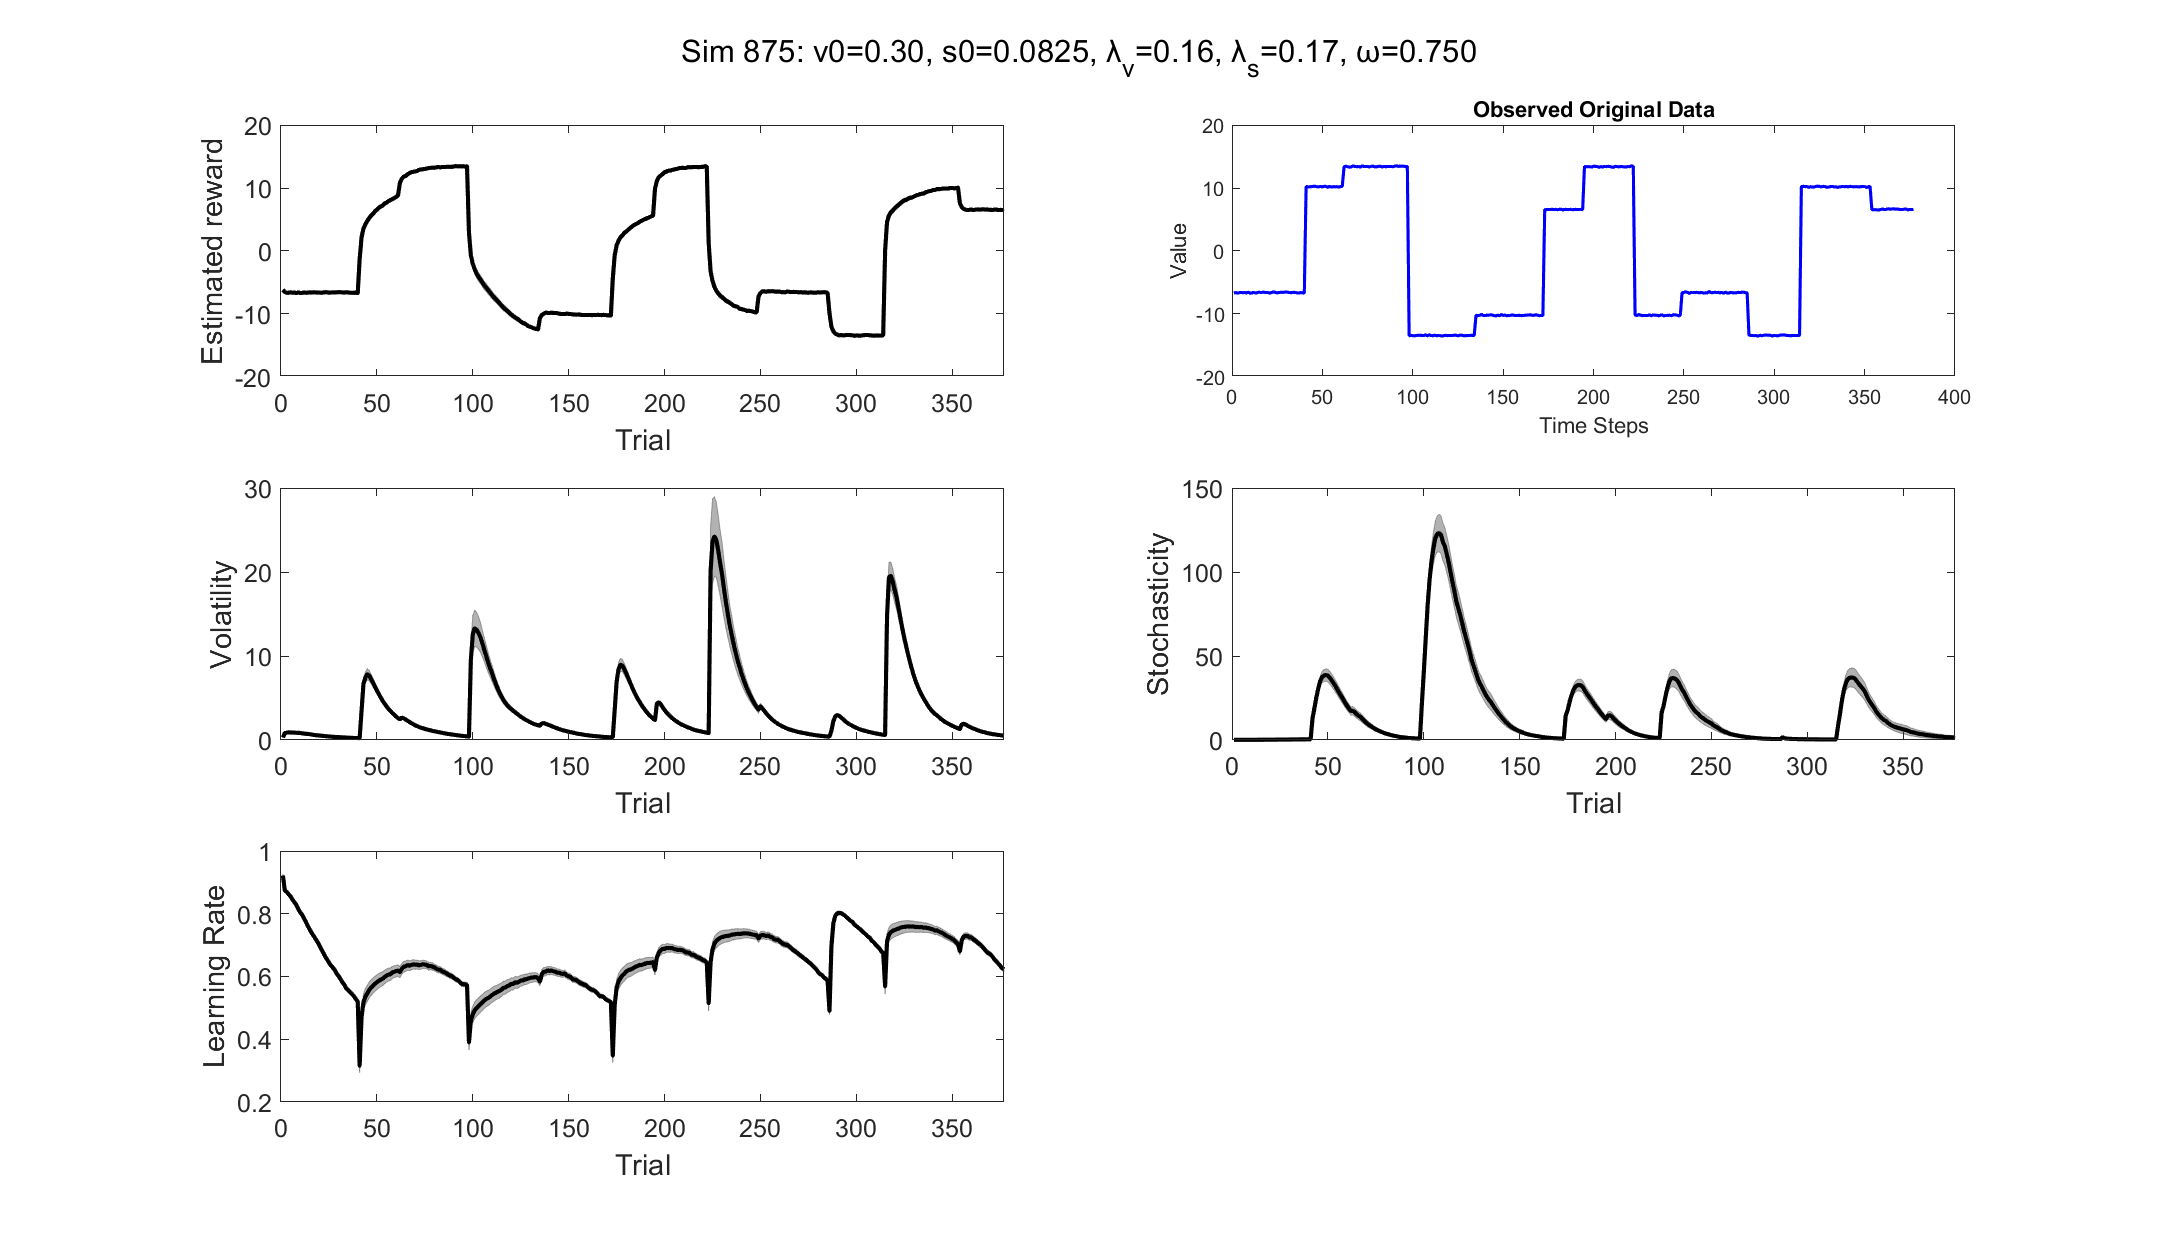 Sim 875: v0=0.30, s0=0.0825, λv=0.16, λs=0.17, ω=0.750
20
10
0
-10
-20
Estimated reward
0 50 100 150 200 250 300 350
Trial
Observed Original Data
20
10
0
-10
-20
Value
0 50 100 150 200 250 300 350 400
Time Steps
30
20
10
0
Volatility
0 50 100 150 200 250 300 350
Trial
150
100
50
0
Stochasticity
0 50 100 150 200 250 300 350
Trial
1
0.8
0.6
0.4
0.2
Learning Rate
0 50 100 150 200 250 300 350
Trial